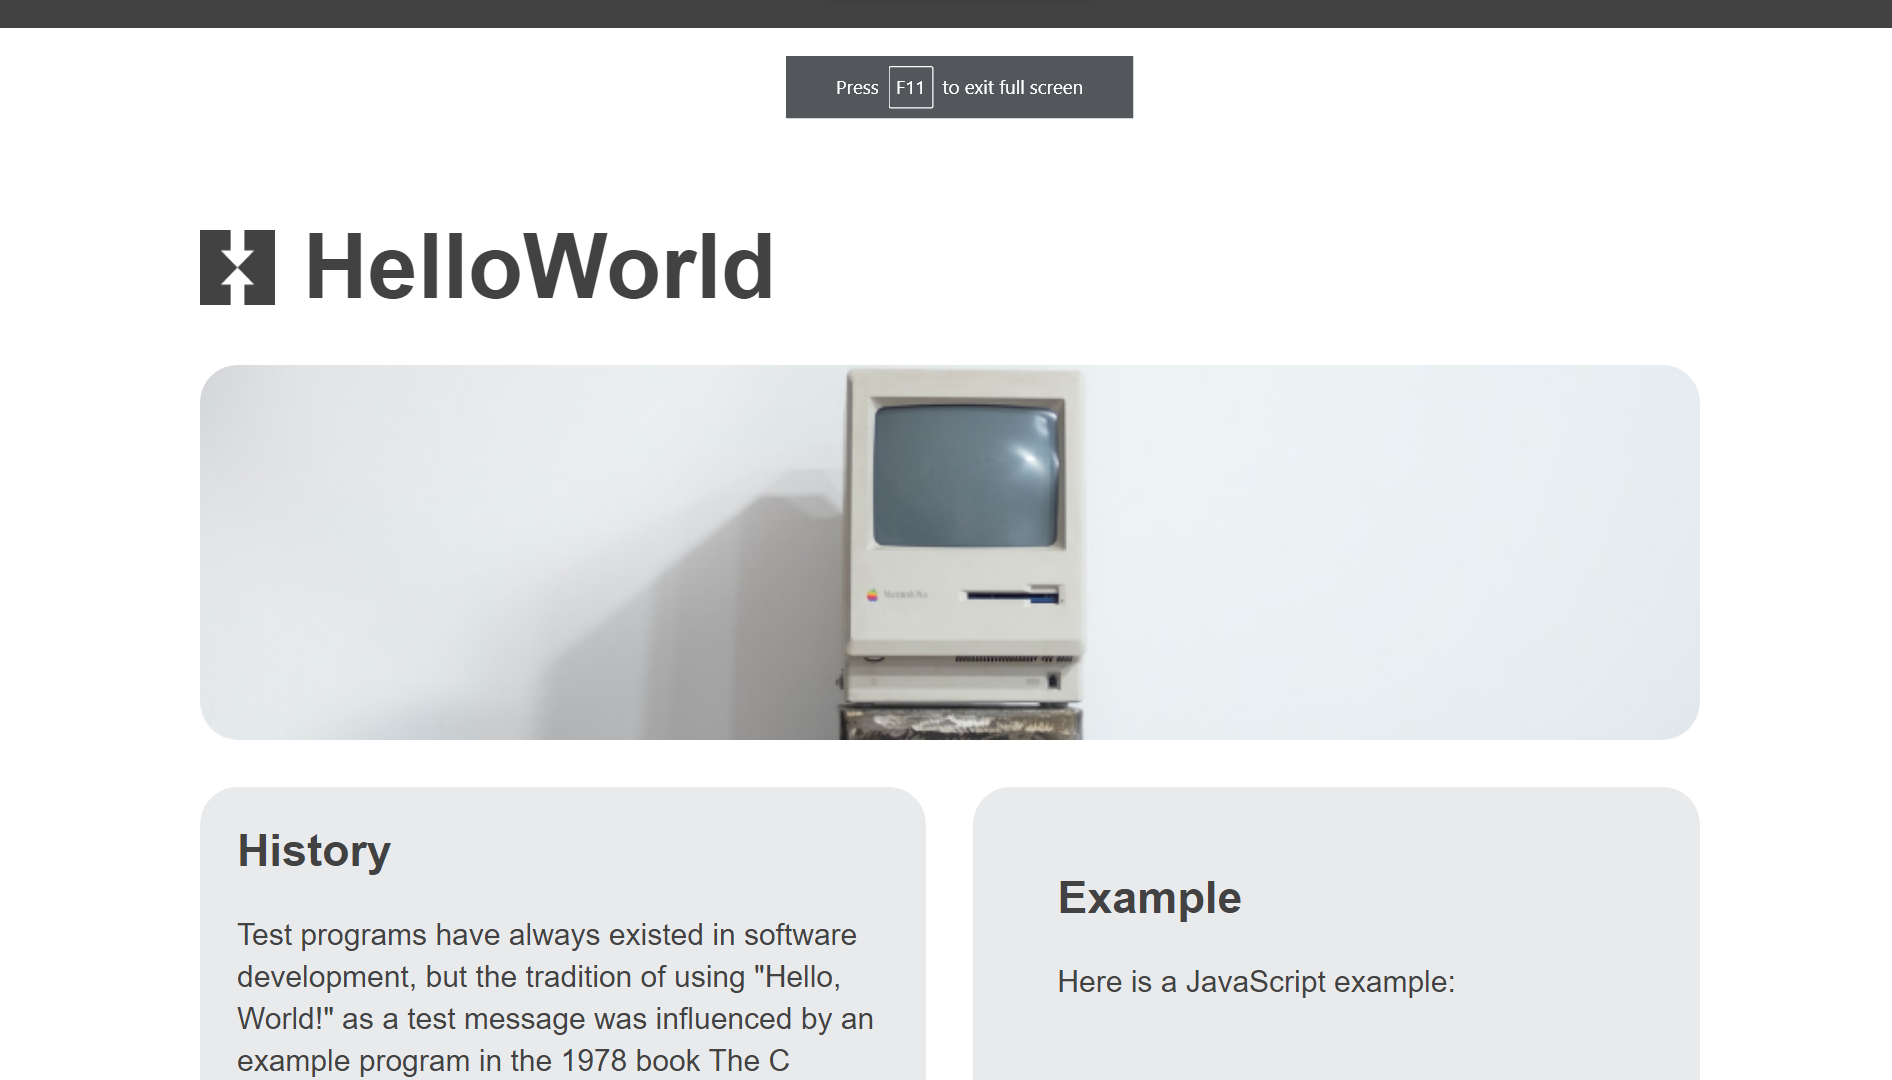 Press F11 to exit full screen
HelloWorld
Macintosh Plus
History
Test programs have always existed in software
development, but the tradition of using "Hello,
World!" as a test message was influenced by an
example program in the 1978 book The C
Example
Here is a JavaScript example: